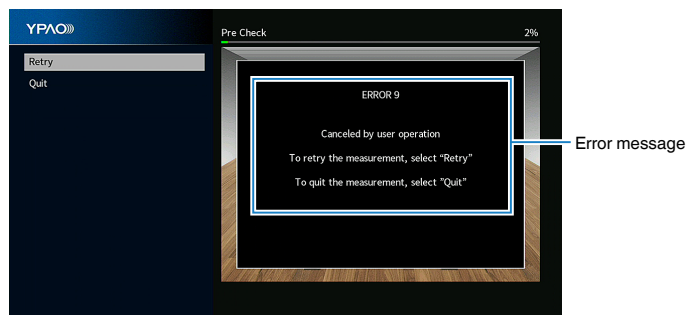 YPAO
Pre Check 2%
Retry
Quit
ERROR 9
Canceled by user operation
To retry the measurement, select “Retry”
To quit the measurement, select ”Quit”
Error message